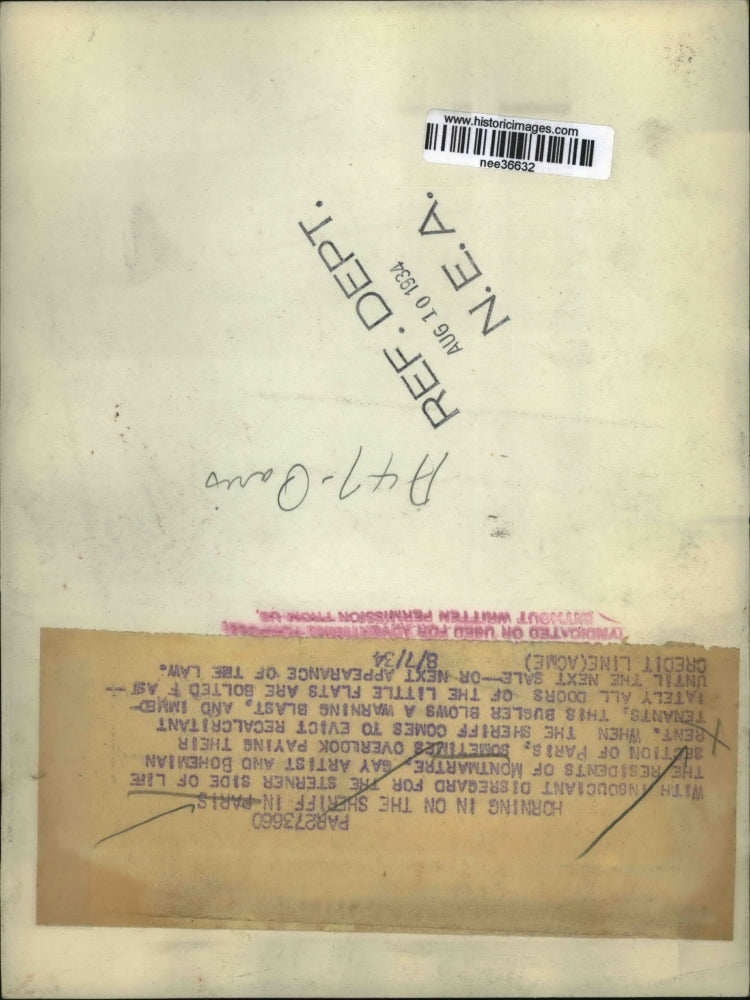 www.historicimages.com
nee36632
REF. DEPT.
AUG 10 1934
N.E.A.
A47-Paris
SYNDICATED OR USED FOR ADVERTISING PURPOSES
WITHOUT WRITTEN PERMISSION FROM US.
PAR273660
HORNING IN ON THE SHERIFF IN PARIS
WITH INSOUCIANT DISREGARD FOR THE STERNER SIDE OF LIFE
THE RESIDENTS OF MONTMARTRE, GAY ARTIST AND BOHEMIAN
SECTION OF PARIS, SOMETIMES OVERLOOK PAYING THEIR
RENT. WHEN THE SHERIFF COMES TO EVICT RECALCITRANT
TENANTS, THIS BUGLER BLOWS A WARNING BLAST, AND IMMED-
IATELY ALL DOORS OF THE LITTLE FLATS ARE BOLTED FAST--
UNTIL THE NEXT SALE--OR NEXT APPEARANCE OF THE LAW.
CREDIT LINE(ACME) 8/7/34